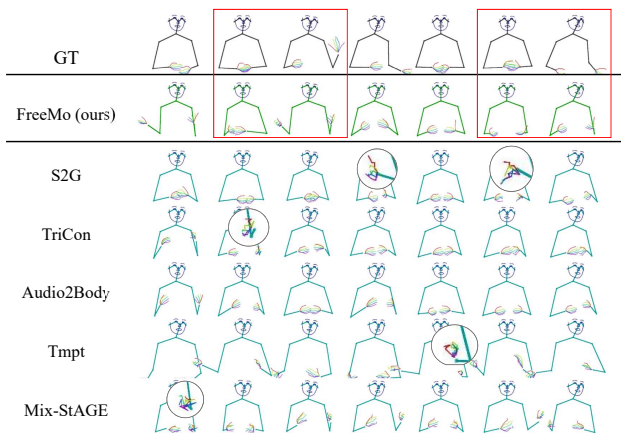 GT
FreeMo (ours)
S2G
TriCon
Audio2Body
Tmpt
Mix-StAGE